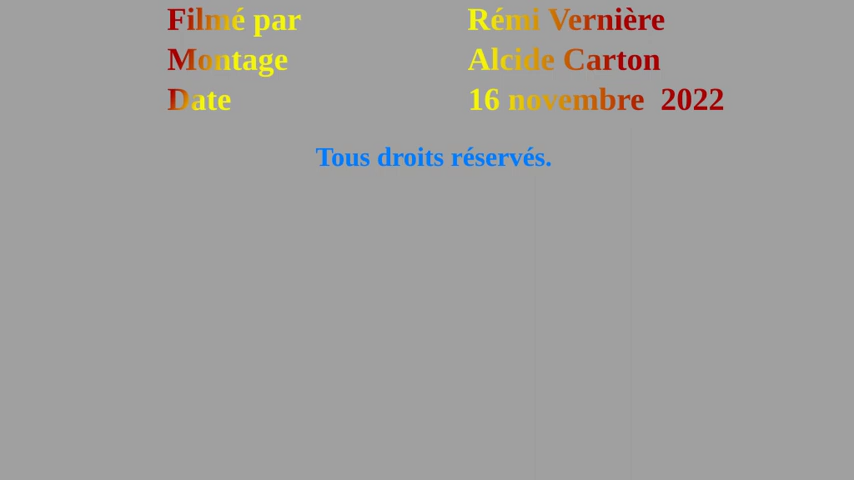 Filmé par Rémi Vernière
Montage Alcide Carton
Date 16 novembre 2022
Tous droits réservés.